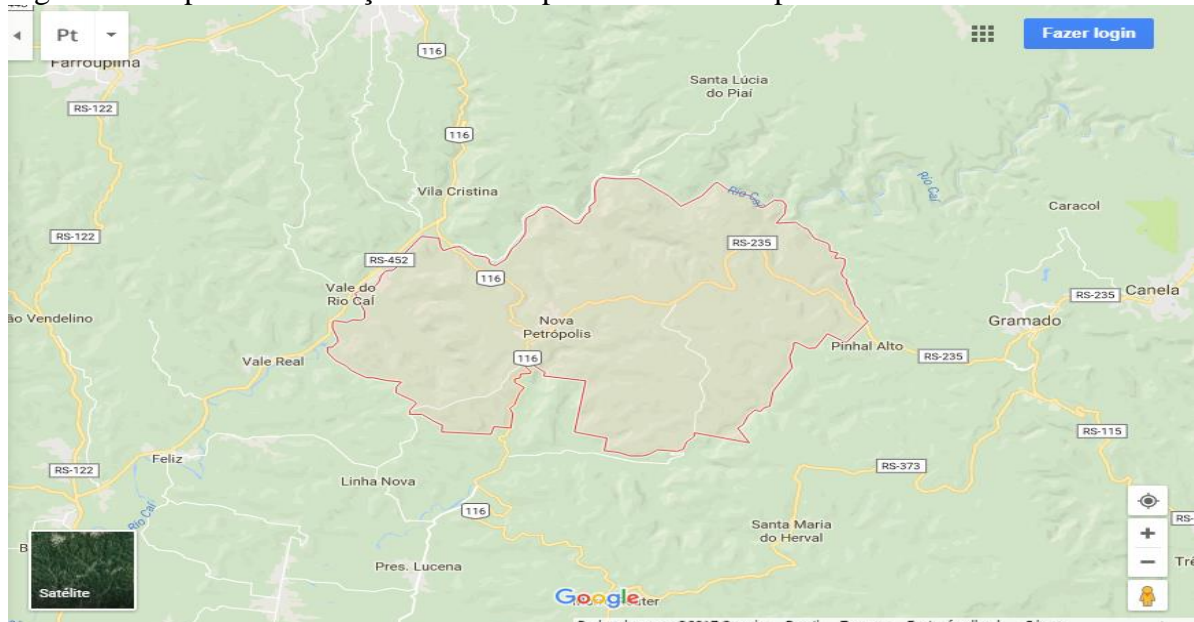 Pt
Fazer login
Farroupilha
116
Santa Lúcia
do Piaí
RS-122
116
Vila Cristina
Rio Caí
Rio Caí
Caracol
RS-122
RS-235
RS-452
116
Vale do
Rio Caí
RS-235
Canela
ão Vendelino
Nova
Petrópolis
Gramado
116
Pinhal Alto
RS-235
Vale Real
RS-115
Feliz
RS-122
RS-373
Linha Nova
116
Rio Caí
Santa Maria
do Herval
RS-
Pres. Lucena
Tré
Satélite
Google